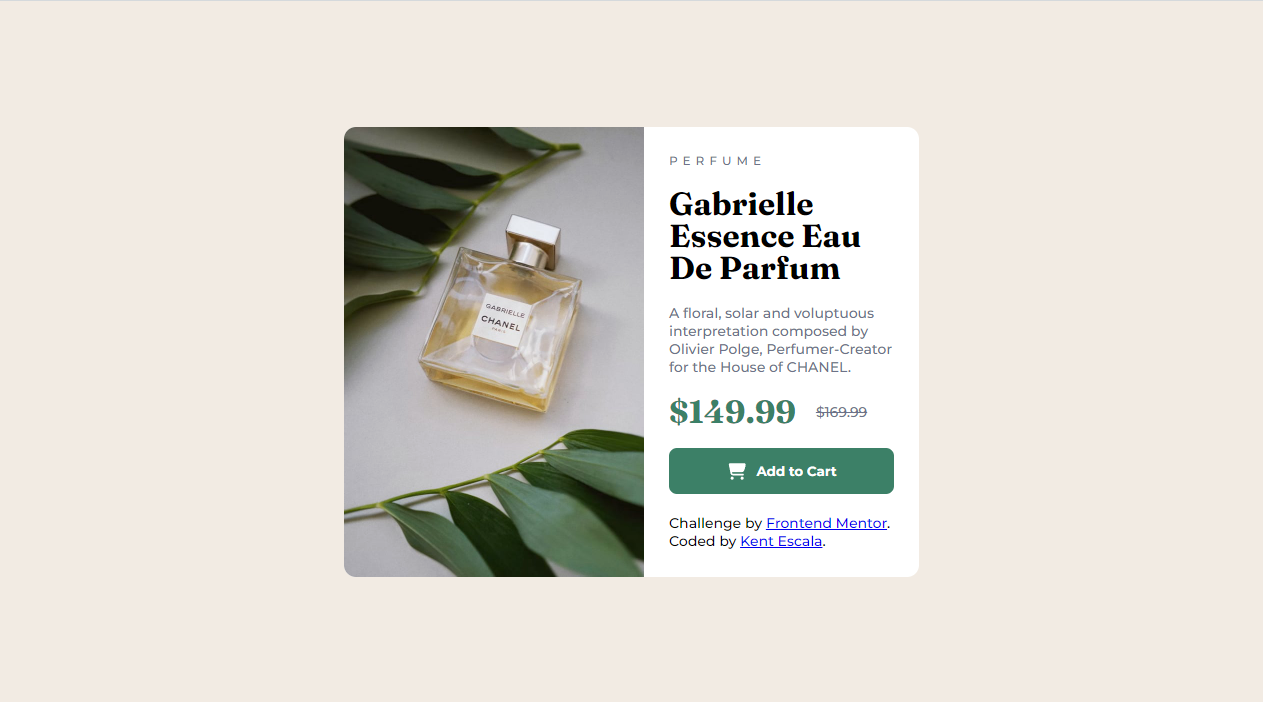 GABRIELLE
CHANEL
PARIS
PERFUME
Gabrielle
Essence Eau
De Parfum
A floral, solar and voluptuous
interpretation composed by
Olivier Polge, Perfumer-Creator
for the House of CHANEL.
$149.99 $169.99
Add to Cart
Challenge by Frontend Mentor.
Coded by Kent Escala.